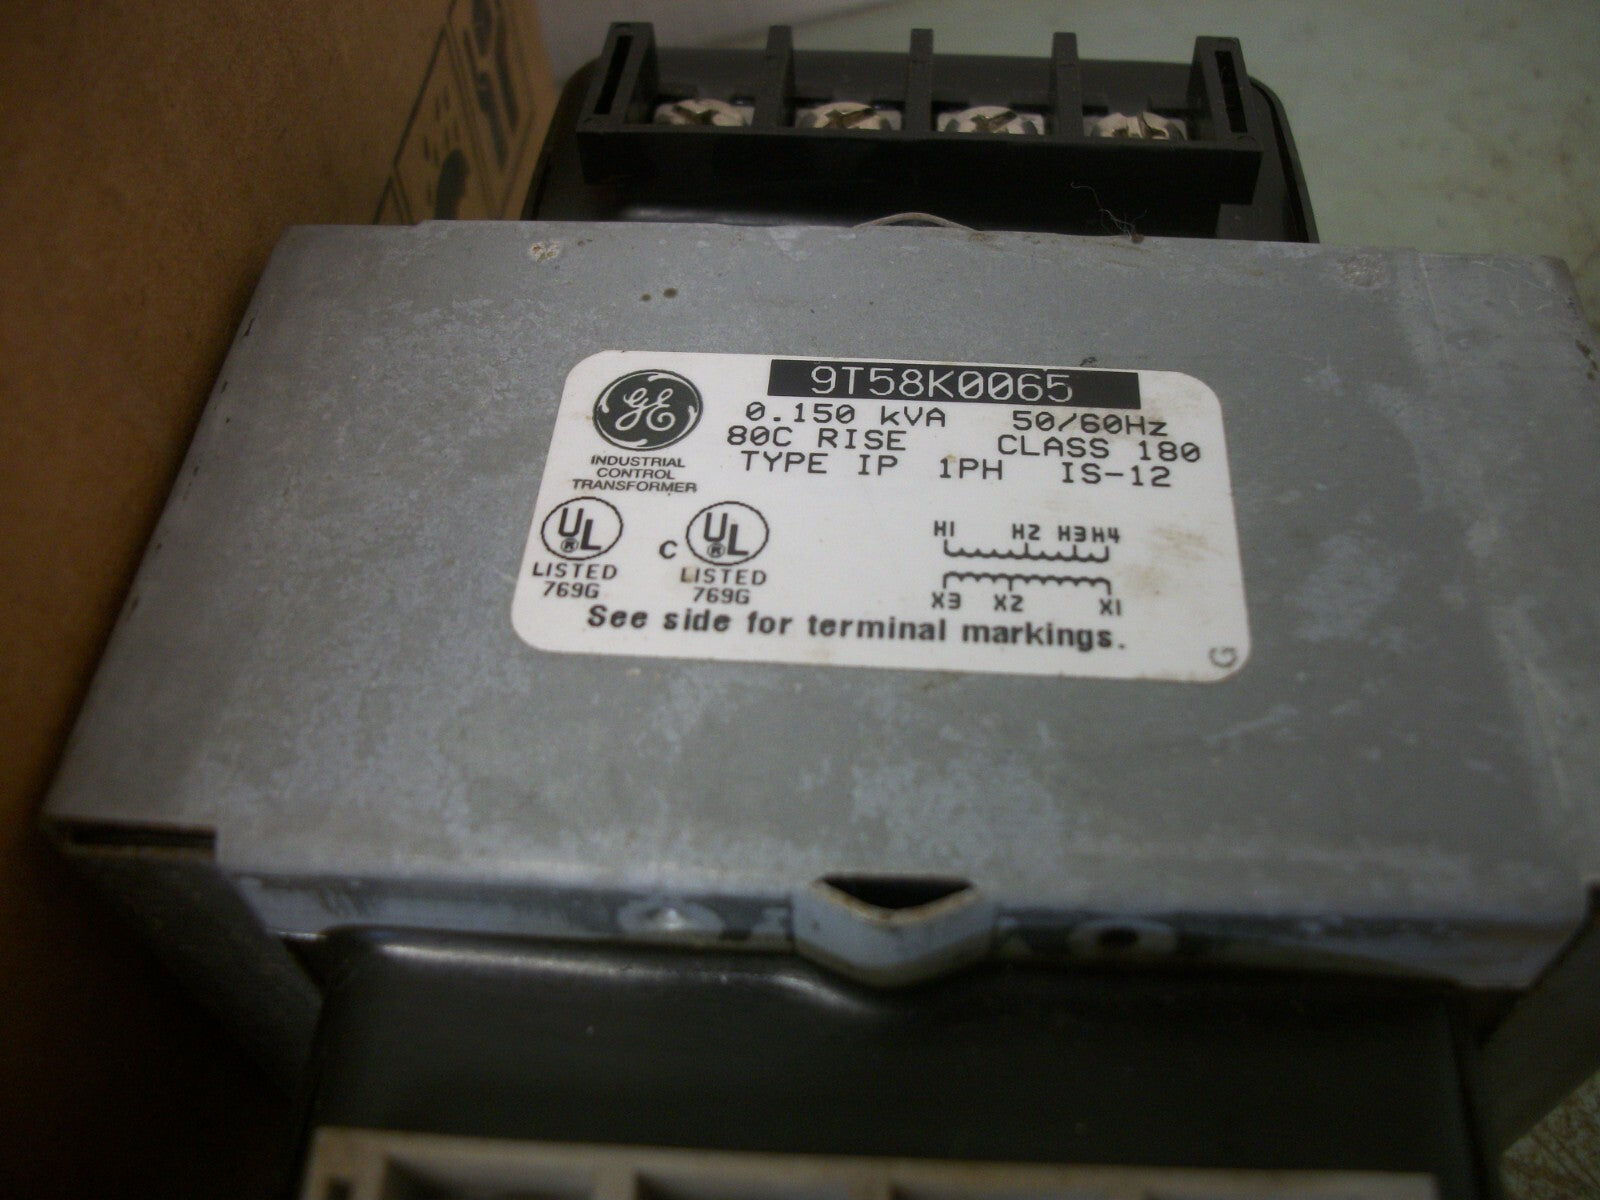 9T58K0065
GE
0.150 kVA 50/60Hz
80C RISE CLASS 180
TYPE IP 1PH IS-12
INDUSTRIAL
CONTROL
TRANSFORMER
UL ®
LISTED
769G
C UL ®
LISTED
769G
H1 H2 H3 H4
X3 X2 X1
See side for terminal markings.
G